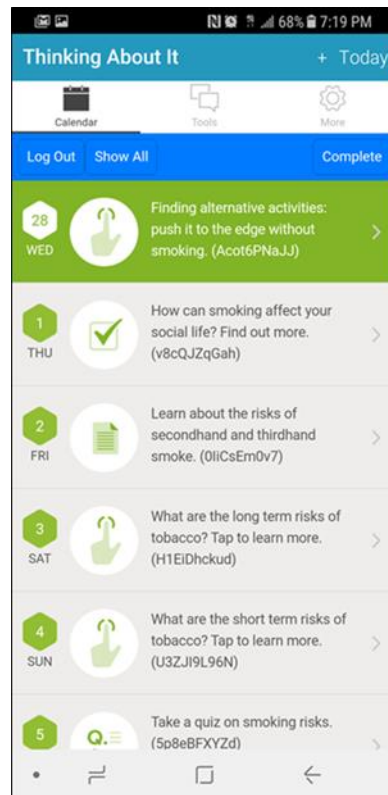 68% 7:19 PM
Thinking About It + Today
Calendar Tools More
Log Out Show All Complete
28
WED
Finding alternative activities:
push it to the edge without
smoking. (Acot6PNaJJ)
1
THU
How can smoking affect your
social life? Find out more.
(v8cQJZqGah)
2
FRI
Learn about the risks of
secondhand and thirdhand
smoke. (0liCsEm0v7)
3
SAT
What are the long term risks of
tobacco? Tap to learn more.
(H1EiDhckud)
4
SUN
What are the short term risks of
tobacco? Tap to learn more.
(U3ZJI9L96N)
5
Q.
Take a quiz on smoking risks.
(5p8eBFXYZd)